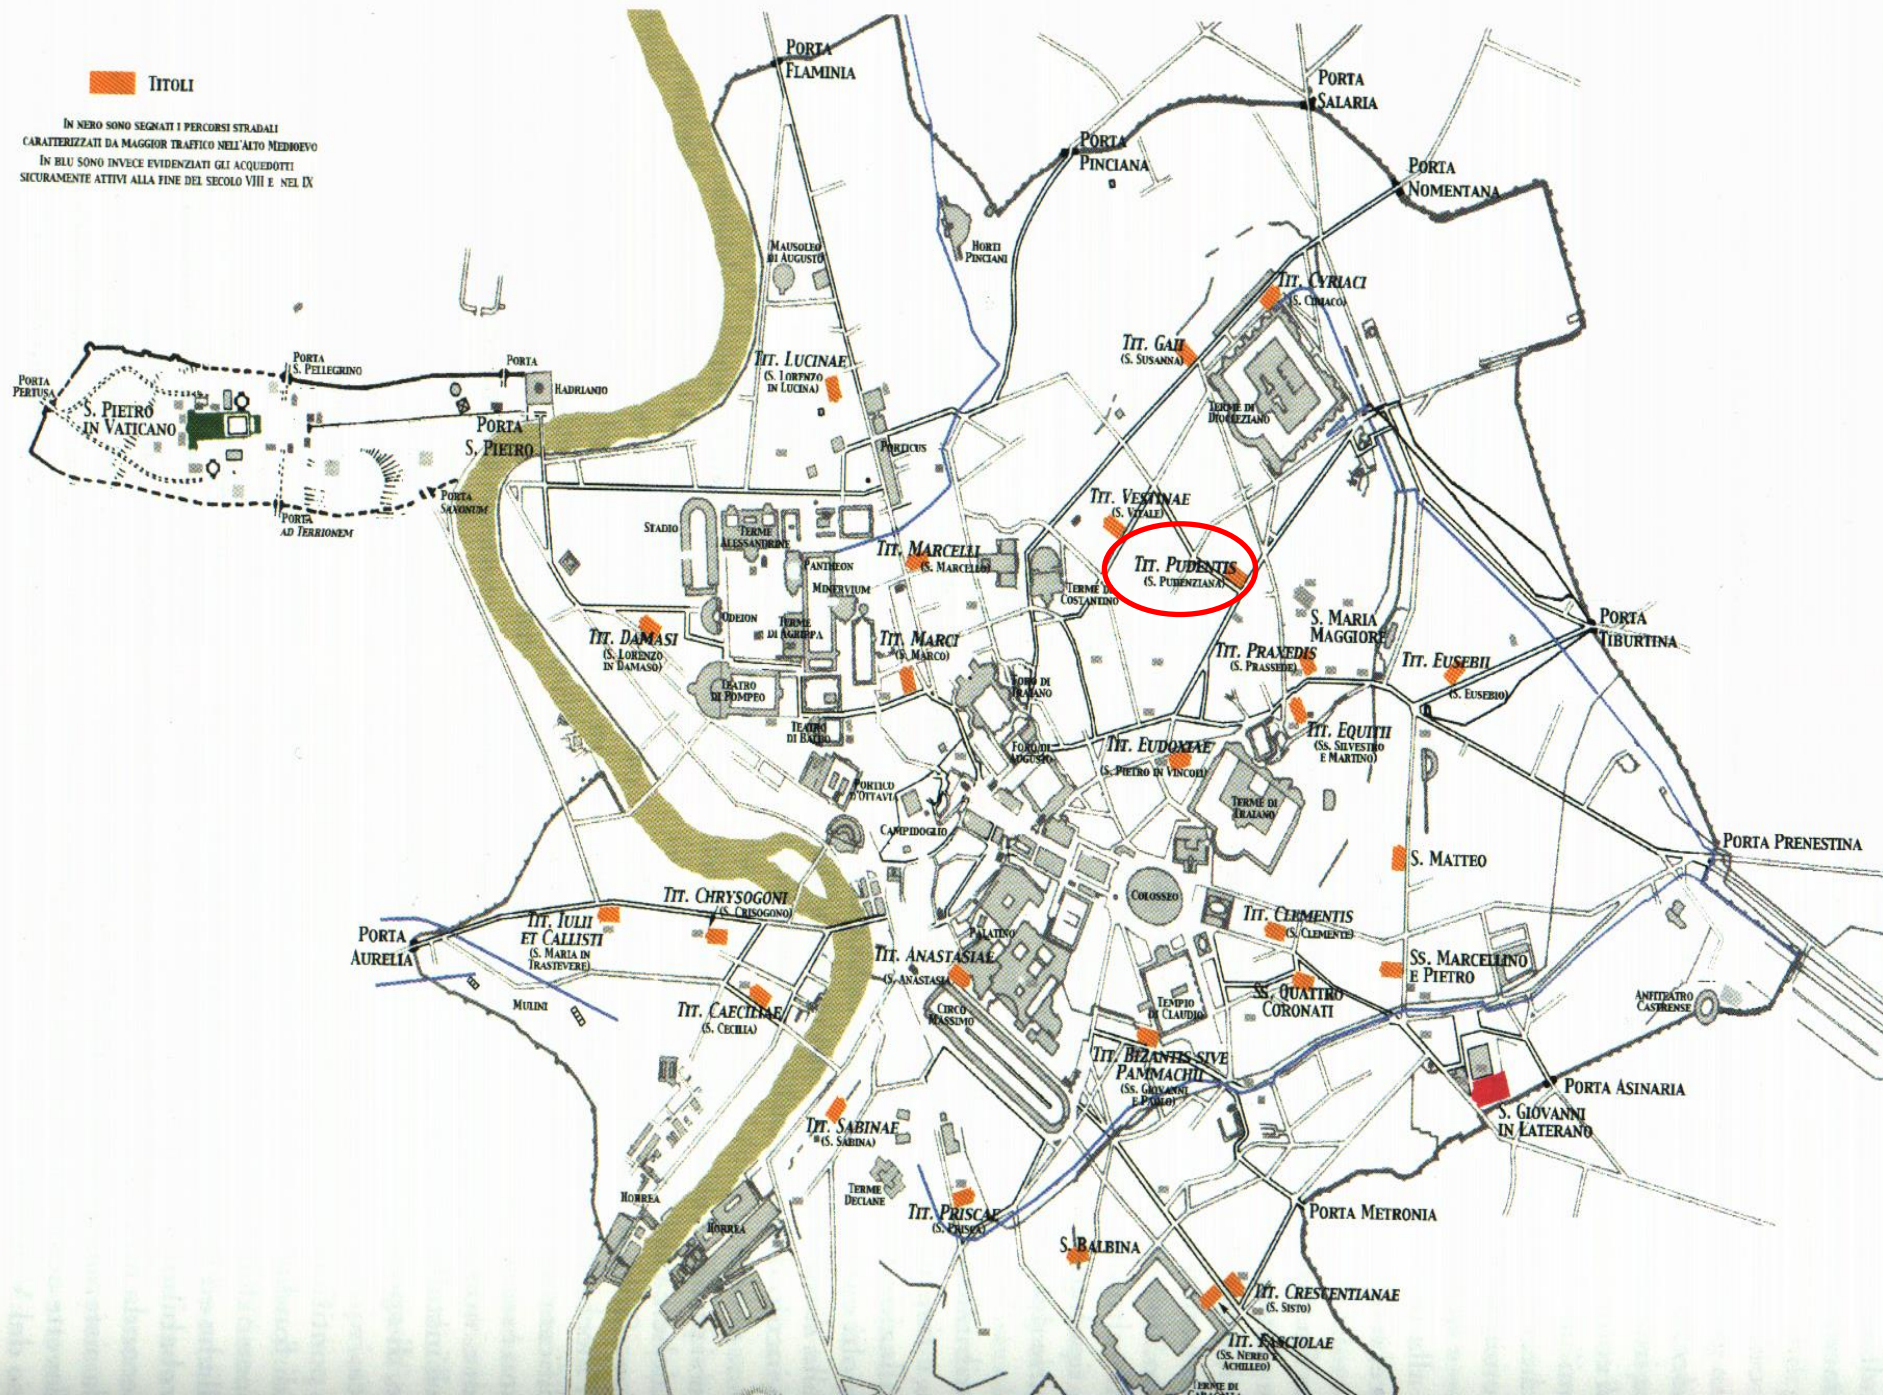 TITOLI
IN NERO SONO SEGNATI I PERCORSI STRADALI
CARATTERIZZATI DA MAGGIOR TRAFFICO NELL'ALTO MEDIOEVO
IN BLU SONO INVECE EVIDENZIATI GLI ACQUEDOTTI
SICURAMENTE ATTIVI ALLA FINE DEL SECOLO VIII E NEL IX
PORTA
FLAMINIA
PORTA
SALARIA
PORTA
PINCIANA
PORTA
NOMENTANA
MAUSOLEO
DI AUGUSTO
HORTI
PINCIANI
TIT. CYRIACI
(S. CIRIACO)
TIT. GAII
(S. SUSANNA)
TIT. LUCINAE
(S. LORENZO
IN LUCINA)
PORTA
S. PELLEGRINO
PORTA
HADRIANIO
PORTA
PERTUSA
S. PIETRO
IN VATICANO
PORTA
S. PIETRO
PORTICUS
TERME DI
DIOCLEZIANO
PORTA
SAXONUM
PORTA
AD TERRIONEM
STADIO
TERME
ALESSANDRINE
PANTHEON
MINERVIUM
TIT. VESTINAE
(S. VITALE)
TIT. MARCELLI
(S. MARCELLO)
TIT. PUDENTIS
(S. PUDENZIANA)
TERME DI
COSTANTINO
ODEION
TERME
DI AGRIPPA
TIT. DAMASI
(S. LORENZO
IN DAMASO)
TIT. MARCI
(S. MARCO)
S. MARIA
MAGGIORE
PORTA
TIBURTINA
TIT. PRAXEDIS
(S. PRASSEDE)
TIT. EUSEBII
(S. EUSEBIO)
TEATRO
DI POMPEO
FORO DI
TRAIANO
TEATRO
DI BALBO
FORO DI
AUGUSTO
TIT. EUDOXIAE
(S. PIETRO IN VINCOLI)
TIT. EQUITII
(SS. SILVESTRO
E MARTINO)
PORTICO
D'OTTAVIA
CAMPIDOGLIO
TERME DI
TRAIANO
PORTA PRENESTINA
S. MATTEO
COLOSSEO
TIT. CHRYSOGONI
(S. CRISOGONO)
TIT. IULII
ET CALLISTI
(S. MARIA IN
TRASTEVERE)
PORTA
AURELIA
PALATINO
TIT. CLEMENTIS
(S. CLEMENTE)
TIT. ANASTASIAE
(S. ANASTASIA)
SS. MARCELLINO
E PIETRO
MULINI
TIT. CAECILIAE
(S. CECILIA)
CIRCO
MASSIMO
TEMPIO
DI CLAUDIO
SS. QUATTRO
CORONATI
ANFITEATRO
CASTRENSE
TIT. BIZANTIS SIVE
PAMMACHII
(SS. GIOVANNI
E PAOLO)
PORTA ASINARIA
S. GIOVANNI
IN LATERANO
TIT. SABINAE
(S. SABINA)
TERME
DECIANE
HORREA
HORREA
TIT. PRISCAE
(S. PRISCA)
PORTA METRONIA
S. BALBINA
TIT. CRESCENTIANAE
(S. SISTO)
TIT. FASCIOLAE
(SS. NEREO E
ACHILLEO)
TERME DI